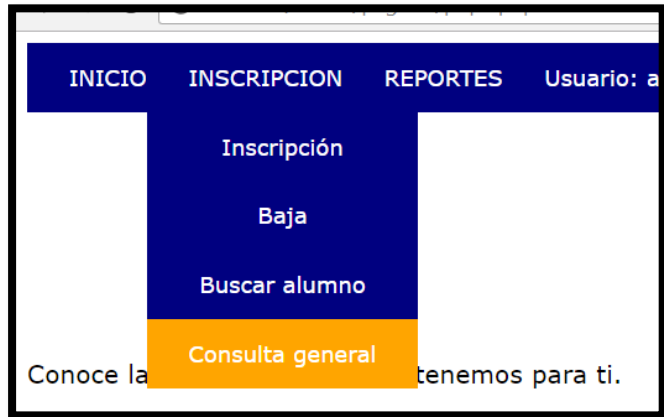 INICIO INSCRIPCION REPORTES Usuario: a
Inscripción
Baja
Buscar alumno
Consulta general
Conoce la tenemos para ti.